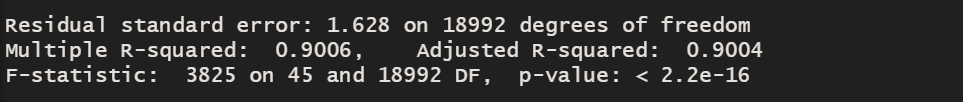 Residual standard error: 1.628 on 18992 degrees of freedom
Multiple R-squared:  0.9006,    Adjusted R-squared:  0.9004
F-statistic:  3825 on 45 and 18992 DF,  p-value: < 2.2e-16